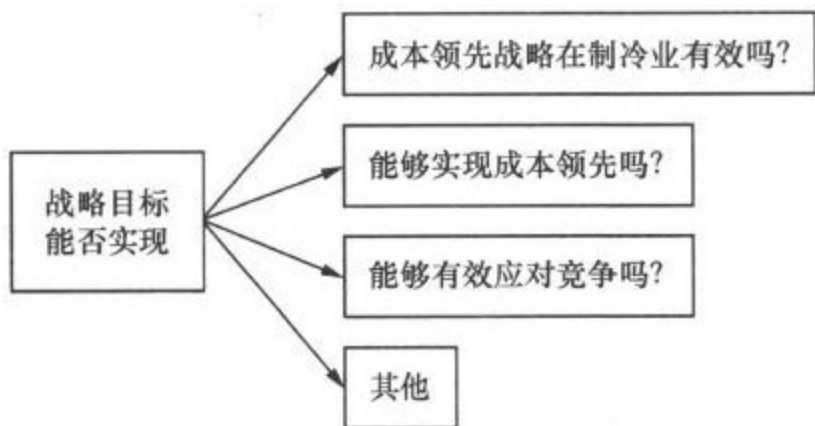 成本领先战略在制冷业有效吗?
能够实现成本领先吗?
战略目标
能否实现
能够有效应对竞争吗?
其他